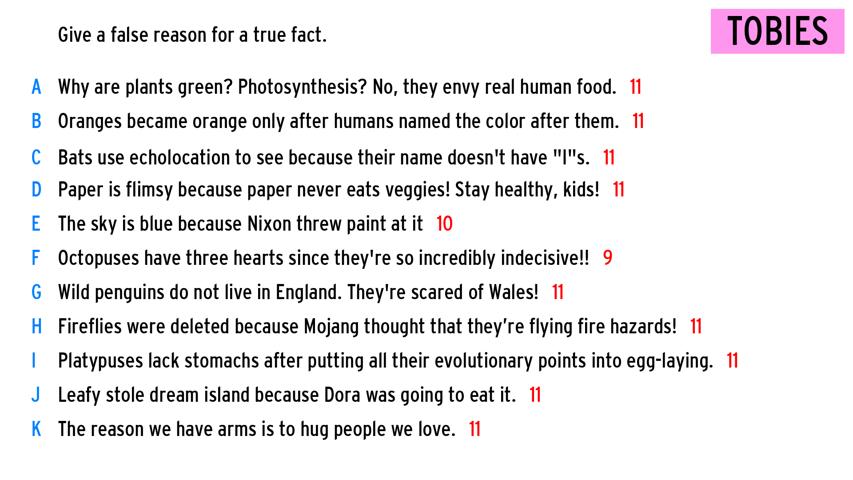 Give a false reason for a true fact.
TOBIES
A Why are plants green? Photosynthesis? No, they envy real human food. 11
B Oranges became orange only after humans named the color after them. 11
C Bats use echolocation to see because their name doesn't have "I"s. 11
D Paper is flimsy because paper never eats veggies! Stay healthy, kids! 11
E The sky is blue because Nixon threw paint at it 10
F Octopuses have three hearts since they're so incredibly indecisive!! 9
G Wild penguins do not live in England. They're scared of Wales! 11
H Fireflies were deleted because Mojang thought that they’re flying fire hazards! 11
I Platypuses lack stomachs after putting all their evolutionary points into egg-laying. 11
J Leafy stole dream island because Dora was going to eat it. 11
K The reason we have arms is to hug people we love. 11